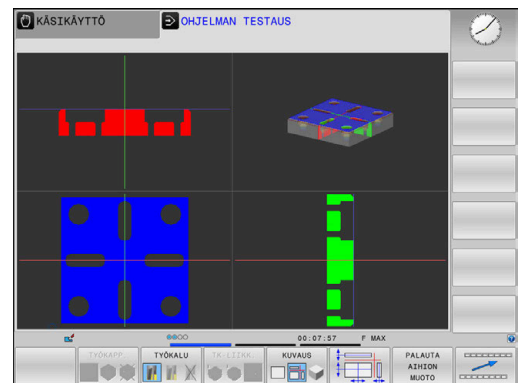 KÄSIKÄYTTÖ
OHJELMAN TESTAUS
00:07:57 F MAX
TYÖKAPP.
TYÖKALU
TK-LIIKK.
KUVAUS
PALAUTA
AIHION
MUOTO